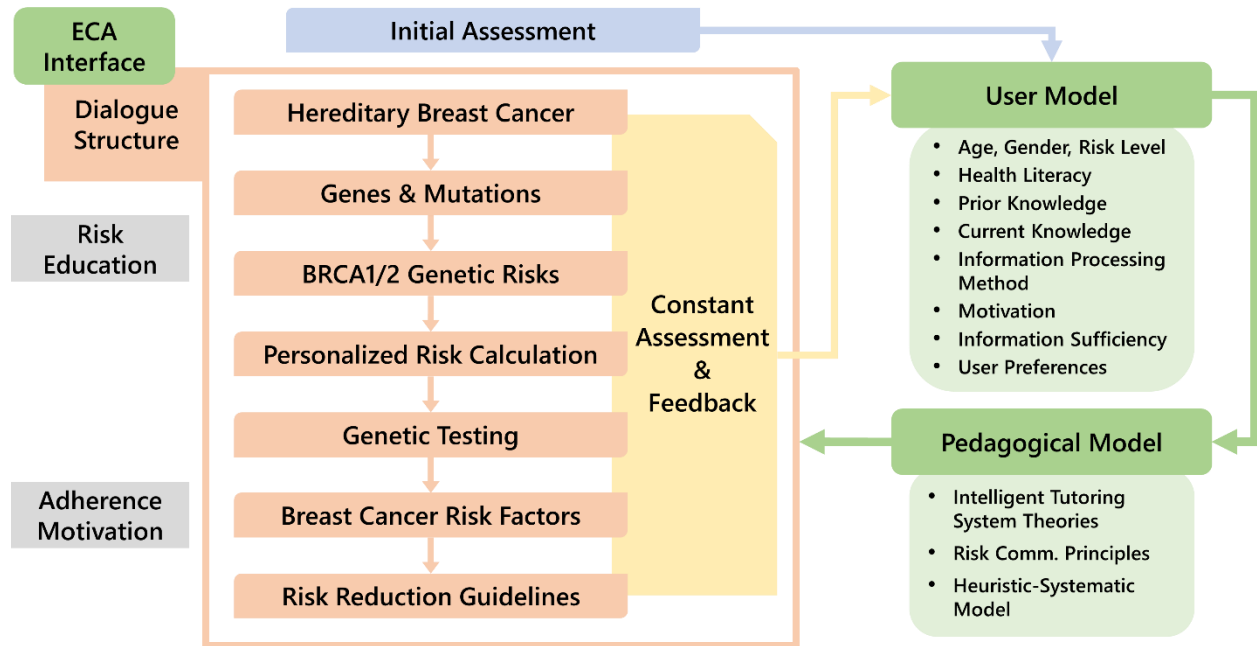 ECA
Interface
Initial Assessment
Dialogue
Structure
Risk
Education
Adherence
Motivation
Hereditary Breast Cancer
Genes & Mutations
BRCA1/2 Genetic Risks
Personalized Risk Calculation
Genetic Testing
Breast Cancer Risk Factors
Risk Reduction Guidelines
Constant
Assessment
&
Feedback
User Model
• Age, Gender, Risk Level
• Health Literacy
• Prior Knowledge
• Current Knowledge
• Information Processing
Method
• Motivation
• Information Sufficiency
• User Preferences
Pedagogical Model
• Intelligent Tutoring
System Theories
• Risk Comm. Principles
• Heuristic-Systematic
Model